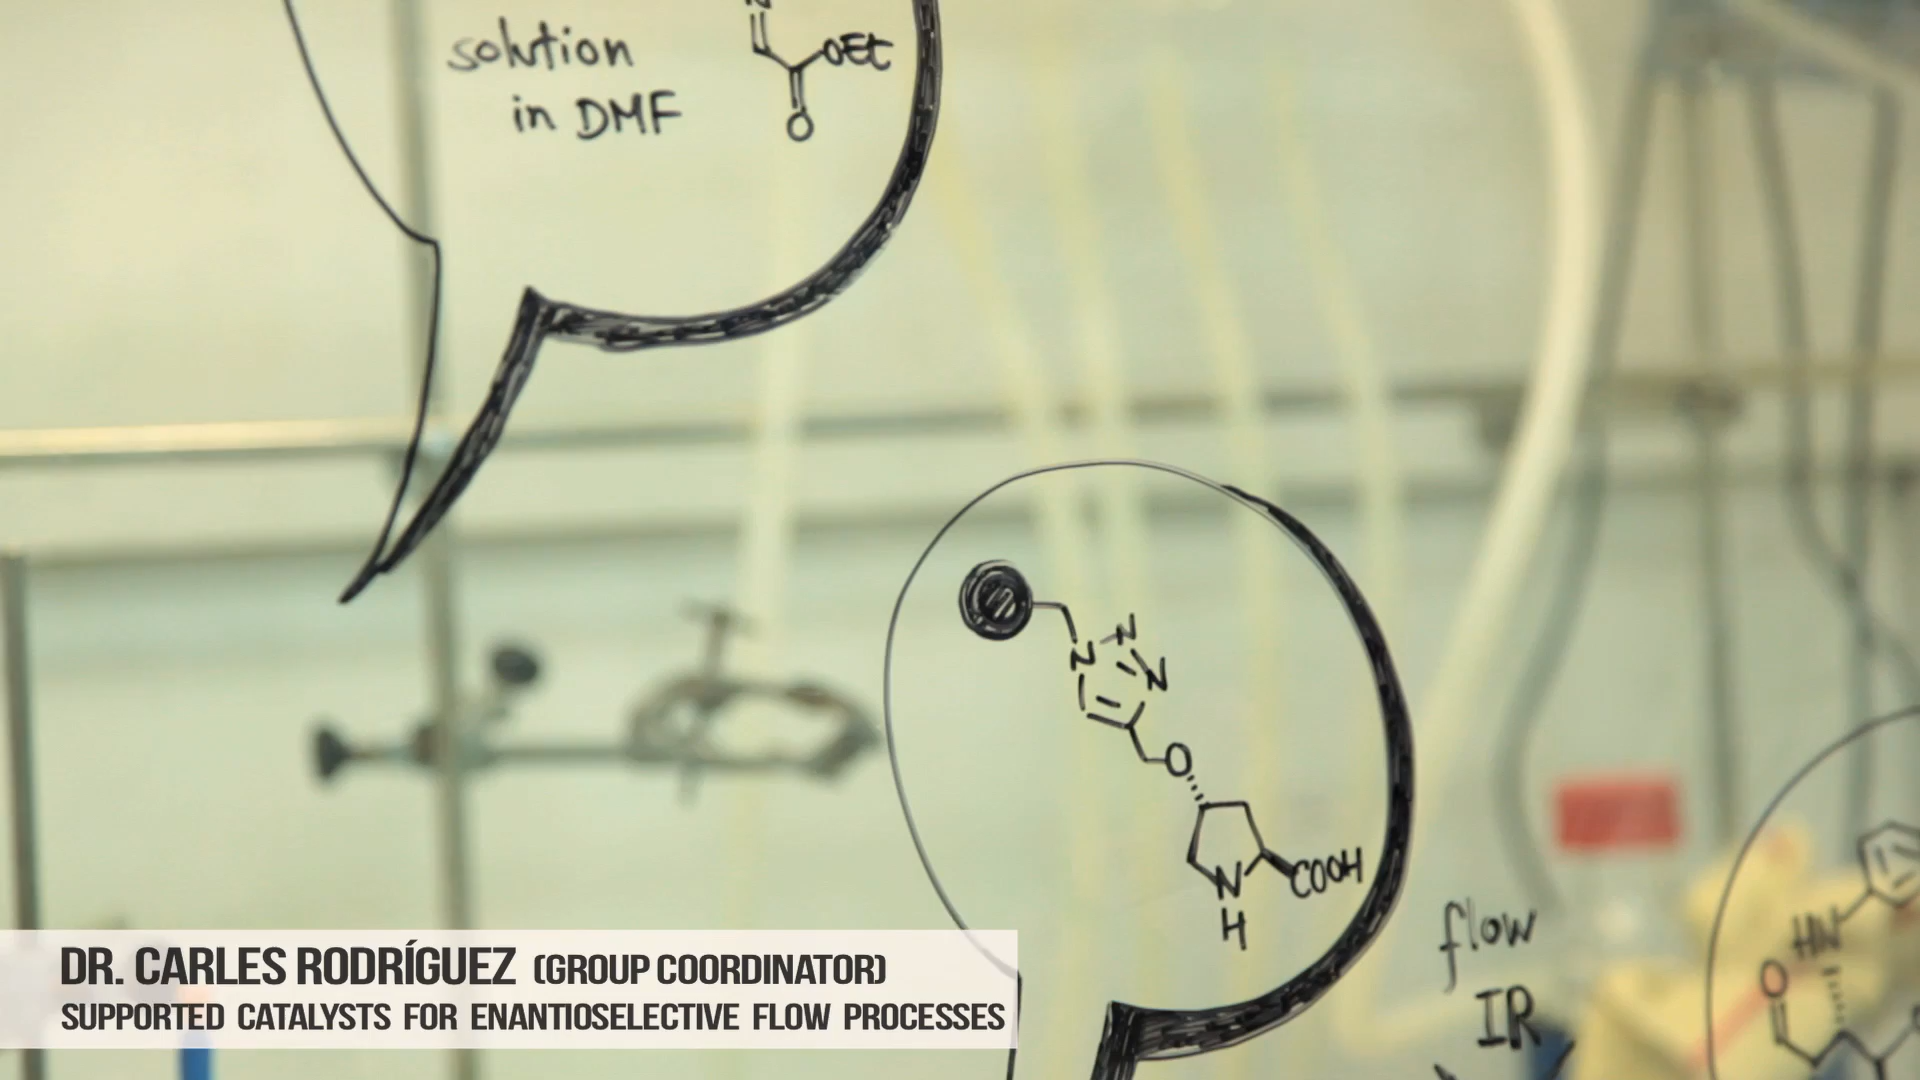 solution
in DMF
N
OEt
O
N
N
N
O
N
H
COOH
flow
IR
HN
O
DR. CARLES RODRÍGUEZ (GROUP COORDINATOR)
SUPPORTED CATALYSTS FOR ENANTIOSELECTIVE FLOW PROCESSES